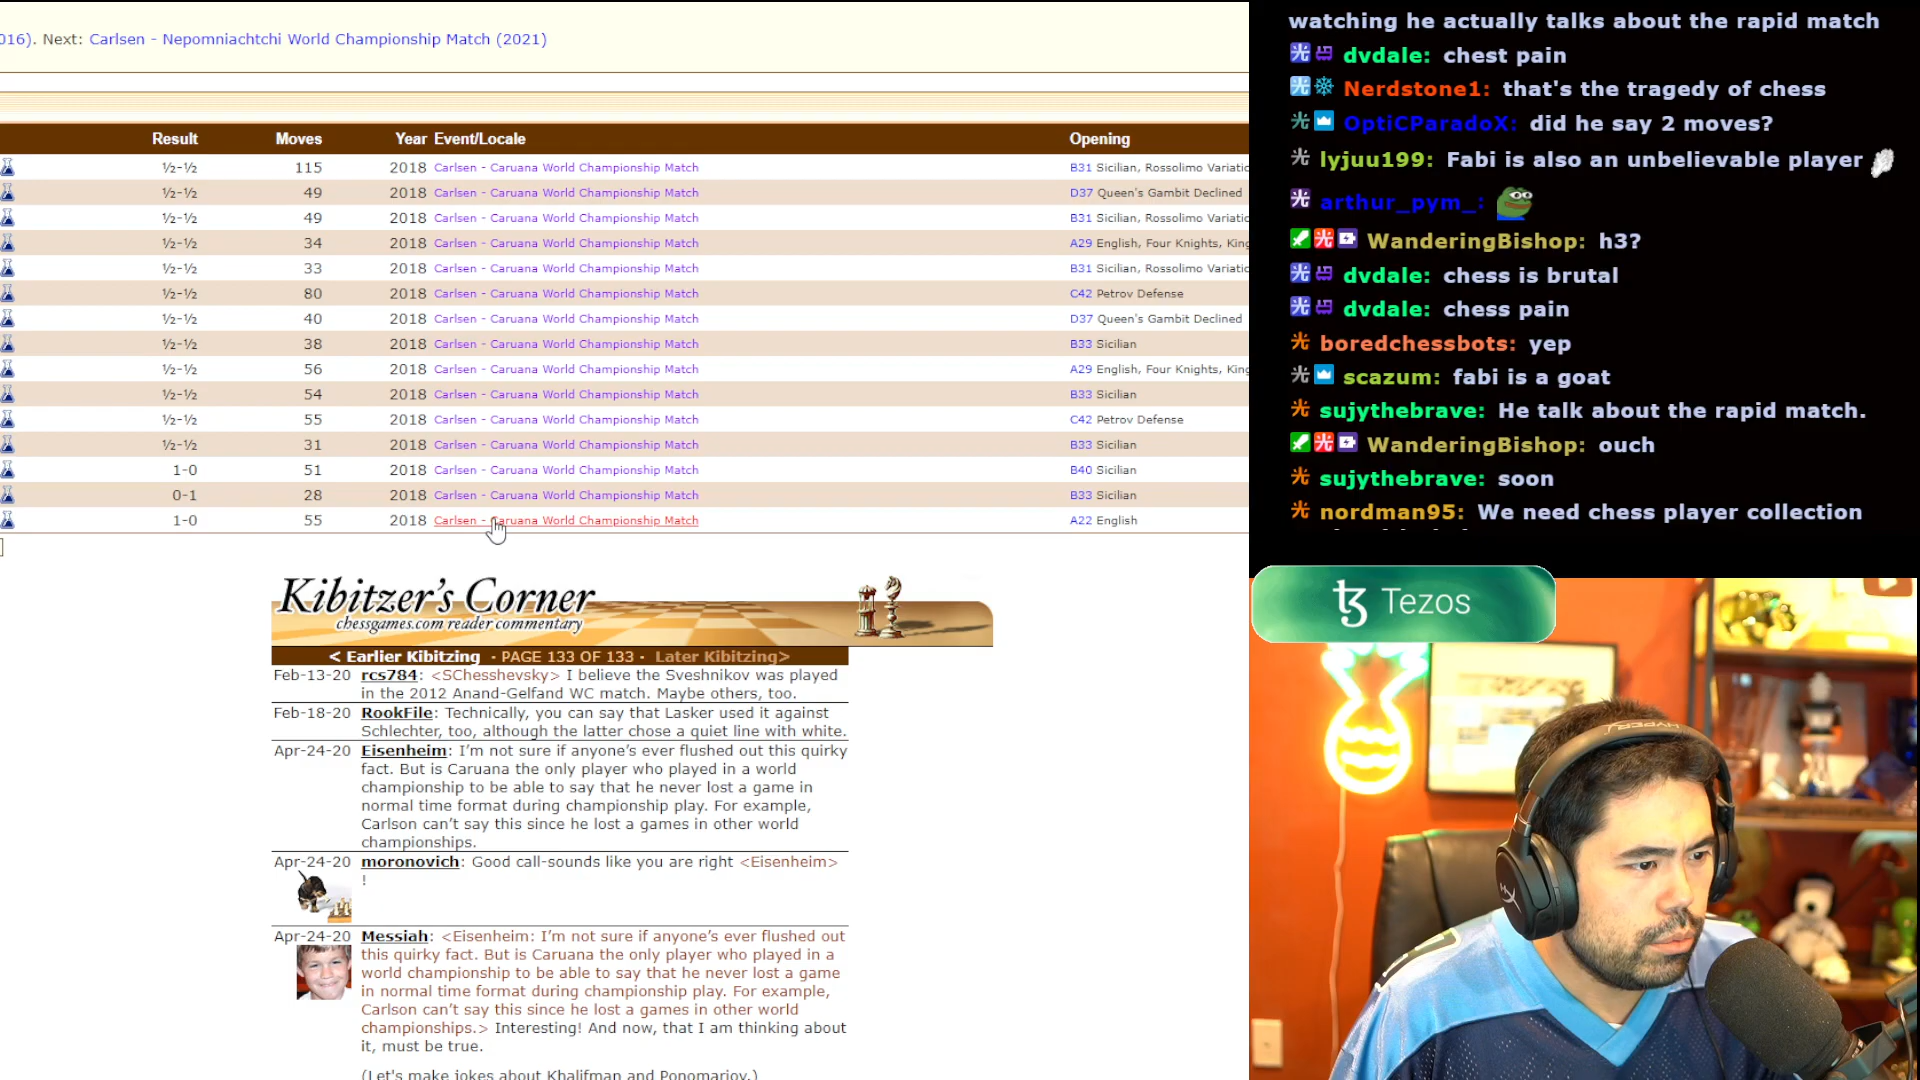 016). Next: Carlsen - Nepomniachtchi World Championship Match (2021)
Result Moves Year Event/Locale Opening
½-½ 115 2018 Carlsen - Caruana World Championship Match B31 Sicilian, Rossolimo Variatio
½-½ 49 2018 Carlsen - Caruana World Championship Match D37 Queen's Gambit Declined
½-½ 49 2018 Carlsen - Caruana World Championship Match B31 Sicilian, Rossolimo Variatio
½-½ 34 2018 Carlsen - Caruana World Championship Match A29 English, Four Knights, King
½-½ 33 2018 Carlsen - Caruana World Championship Match B31 Sicilian, Rossolimo Variatio
½-½ 80 2018 Carlsen - Caruana World Championship Match C42 Petrov Defense
½-½ 40 2018 Carlsen - Caruana World Championship Match D37 Queen's Gambit Declined
½-½ 38 2018 Carlsen - Caruana World Championship Match B33 Sicilian
½-½ 56 2018 Carlsen - Caruana World Championship Match A29 English, Four Knights, King
½-½ 54 2018 Carlsen - Caruana World Championship Match B33 Sicilian
½-½ 55 2018 Carlsen - Caruana World Championship Match C42 Petrov Defense
½-½ 31 2018 Carlsen - Caruana World Championship Match B33 Sicilian
1-0 51 2018 Carlsen - Caruana World Championship Match B40 Sicilian
0-1 28 2018 Carlsen - Caruana World Championship Match B33 Sicilian
1-0 55 2018 Carlsen - Caruana World Championship Match A22 English
Kibitzer's Corner
chessgames.com reader commentary
< Earlier Kibitzing · PAGE 133 OF 133 · Later Kibitzing>
Feb-13-20 rcs784: <SChesshevsky> I believe the Sveshnikov was played
in the 2012 Anand-Gelfand WC match. Maybe others, too.
Feb-18-20 RookFile: Technically, you can say that Lasker used it against
Schlechter, too, although the latter chose a quiet line with white.
Apr-24-20 Eisenheim: I'm not sure if anyone's ever flushed out this quirky
fact. But is Caruana the only player who played in a world
championship to be able to say that he never lost a game in
normal time format during championship play. For example,
Carlson can't say this since he lost a games in other world
championships.
Apr-24-20 moronovich: Good call-sounds like you are right <Eisenheim>
!
Apr-24-20 Messiah: <Eisenheim: I'm not sure if anyone's ever flushed out
this quirky fact. But is Caruana the only player who played in a
world championship to be able to say that he never lost a game
in normal time format during championship play. For example,
Carlson can't say this since he lost a games in other world
championships.> Interesting! And now, that I am thinking about
it, must be true.
(Let's make jokes about Khalifman and Ponomariov.)
watching he actually talks about the rapid match
光 dvdale: chest pain
光 Nerdstone1: that's the tragedy of chess
光 OptiCParadoX: did he say 2 moves?
光 lyjuu199: Fabi is also an unbelievable player
光 arthur_pym_:
光 WanderingBishop: h3?
光 dvdale: chess is brutal
光 dvdale: chess pain
光 boredchessbots: yep
光 scazum: fabi is a goat
光 sujythebrave: He talk about the rapid match.
光 WanderingBishop: ouch
光 sujythebrave: soon
光 nordman95: We need chess player collection
Tezos
HYPERX